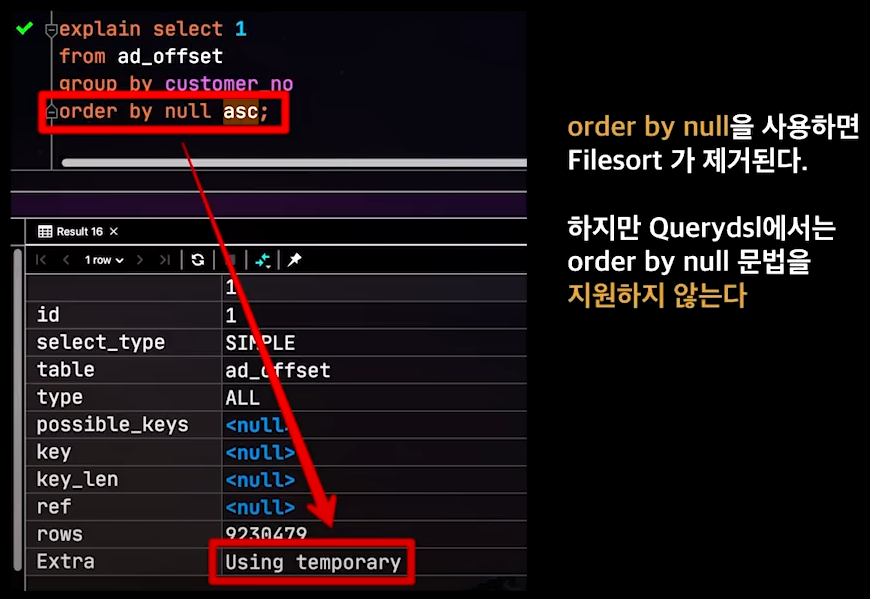 explain select 1
from ad_offset
group by customer_no
order by null asc;
order by null을 사용하면
Filesort 가 제거된다.
하지만 Querydsl에서는
order by null 문법을
지원하지 않는다
Result 16 ×
1 row
1
id 1
select_type SIMPLE
table ad_offset
type ALL
possible_keys <null>
key <null>
key_len <null>
ref <null>
rows 9230479
Extra Using temporary